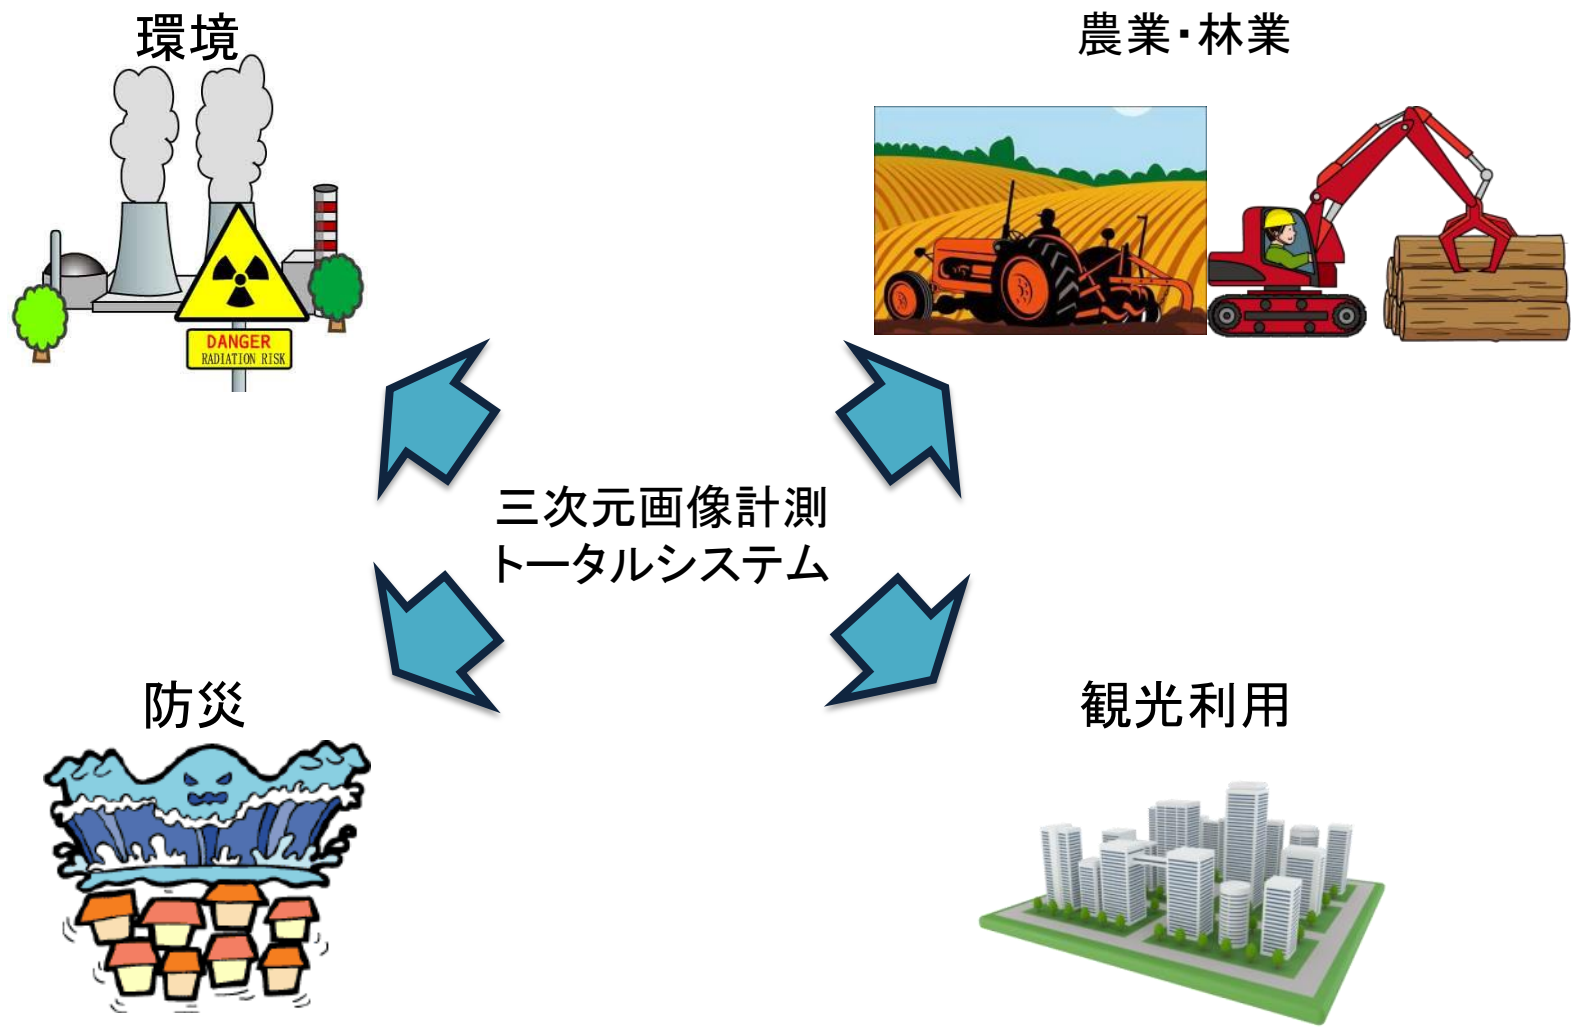 環境
農業・林業
DANGER
RADIATION RISK
三次元画像計測
トータルシステム
防災
観光利用